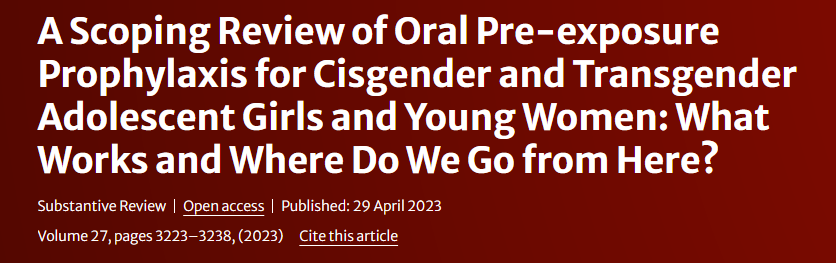 A Scoping Review of Oral Pre-exposure
Prophylaxis for Cisgender and Transgender
Adolescent Girls and Young Women: What
Works and Where Do We Go from Here?
Substantive Review | Open access | Published: 29 April 2023
Volume 27, pages 3223–3238, (2023) Cite this article